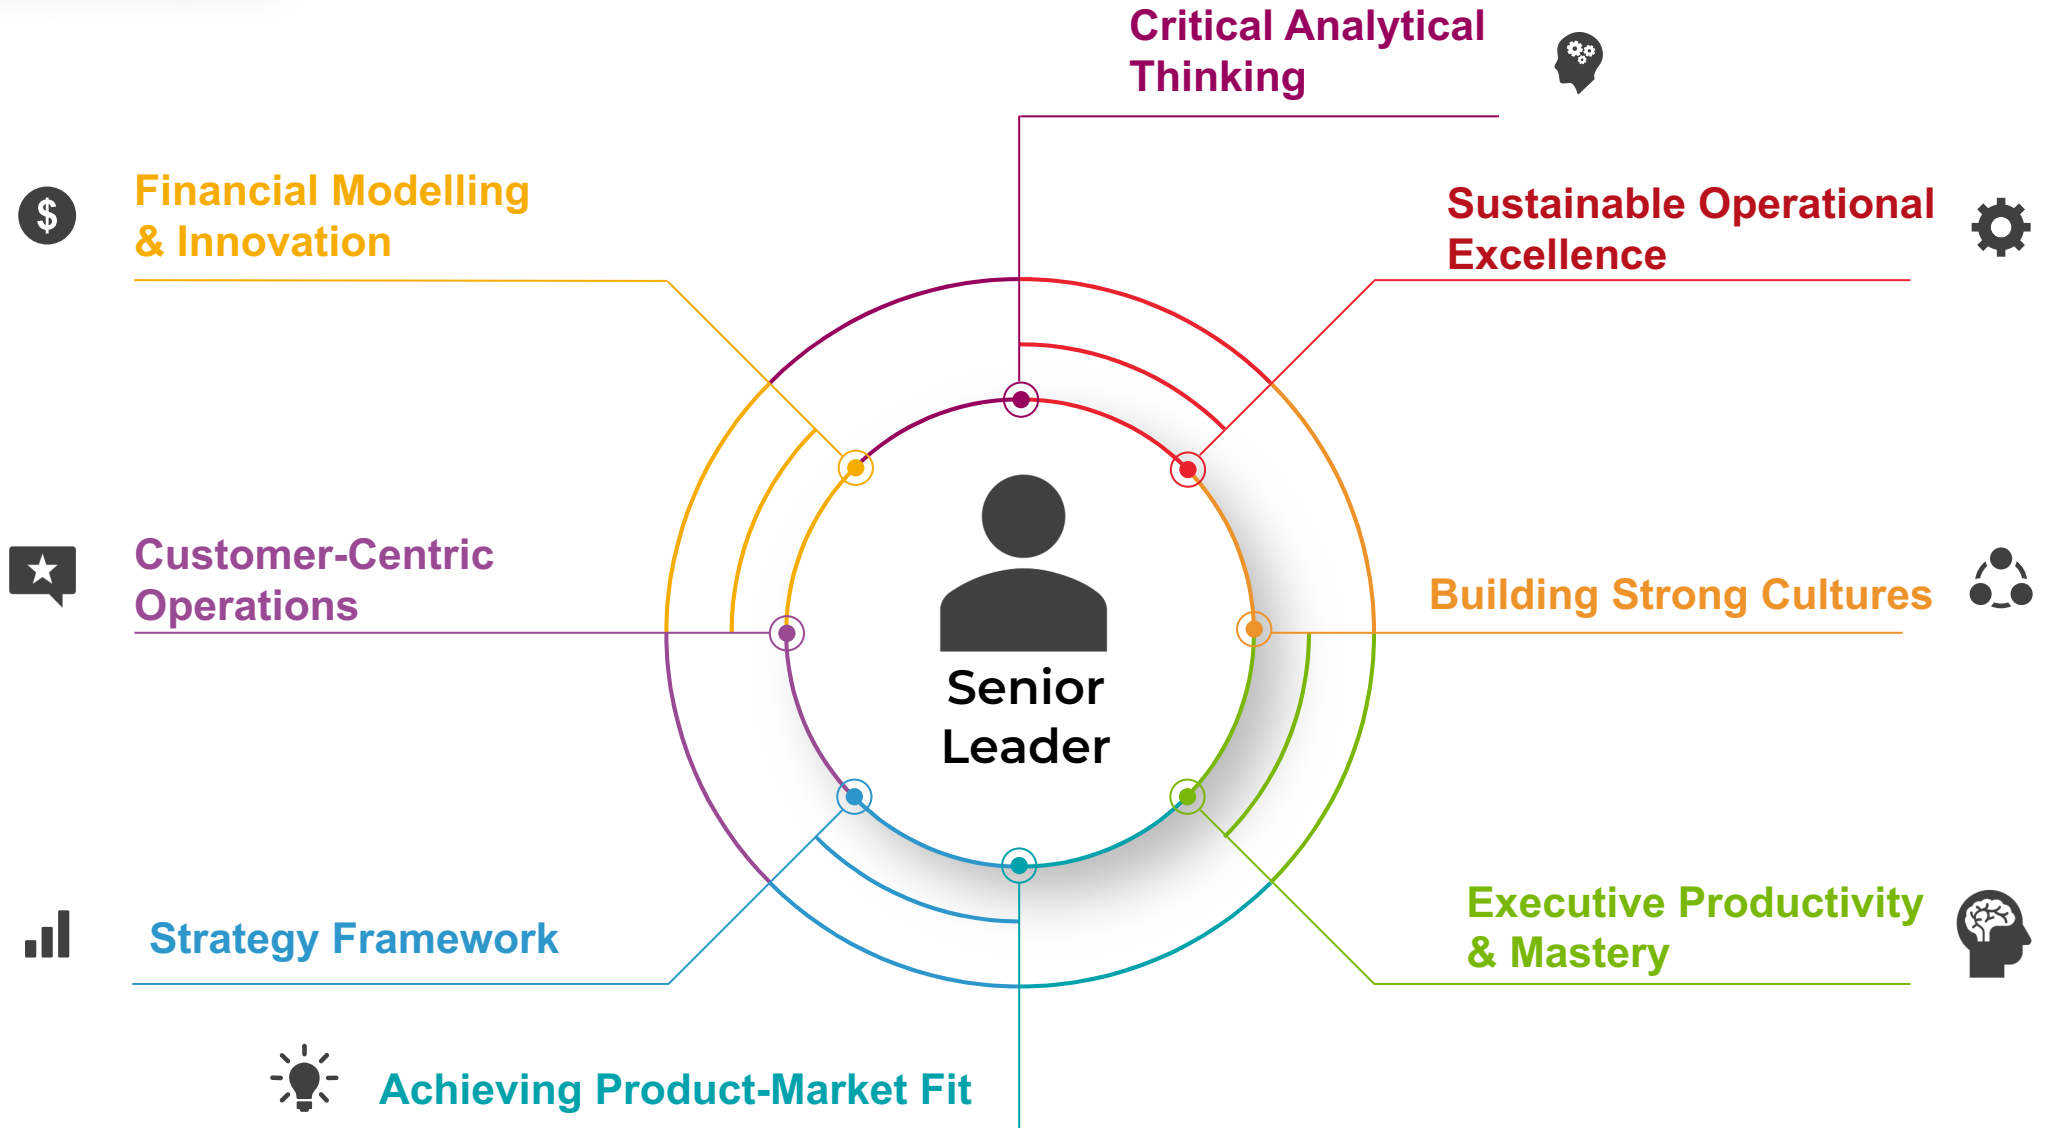 Critical Analytical
Thinking
Financial Modelling
& Innovation
$
Sustainable Operational
Excellence
Customer-Centric
Operations
Building Strong Cultures
Senior
Leader
Strategy Framework
Executive Productivity
& Mastery
Achieving Product-Market Fit